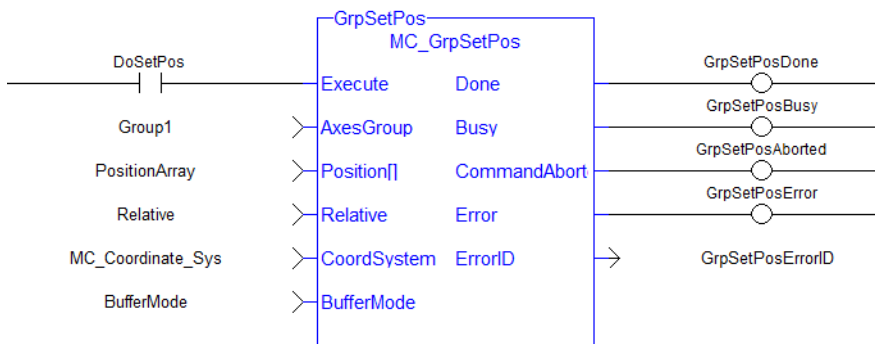 GrpSetPos
MC_GrpSetPos
DoSetPos
Execute Done GrpSetPosDone
Group1 AxesGroup Busy GrpSetPosBusy
PositionArray Position[] CommandAbort GrpSetPosAborted
Relative Relative Error GrpSetPosError
MC_Coordinate_Sys CoordSystem ErrorID GrpSetPosErrorID
BufferMode BufferMode